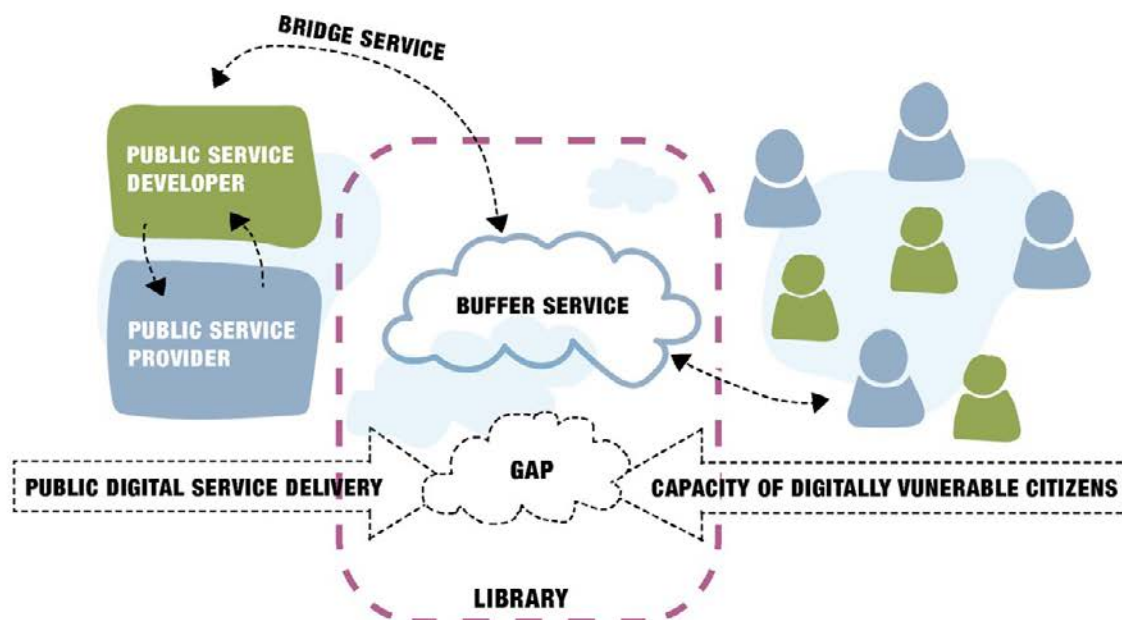 BRIDGE SERVICE
PUBLIC SERVICE
DEVELOPER
PUBLIC SERVICE
PROVIDER
BUFFER SERVICE
GAP
PUBLIC DIGITAL SERVICE DELIVERY
CAPACITY OF DIGITALLY VUNERABLE CITIZENS
LIBRARY